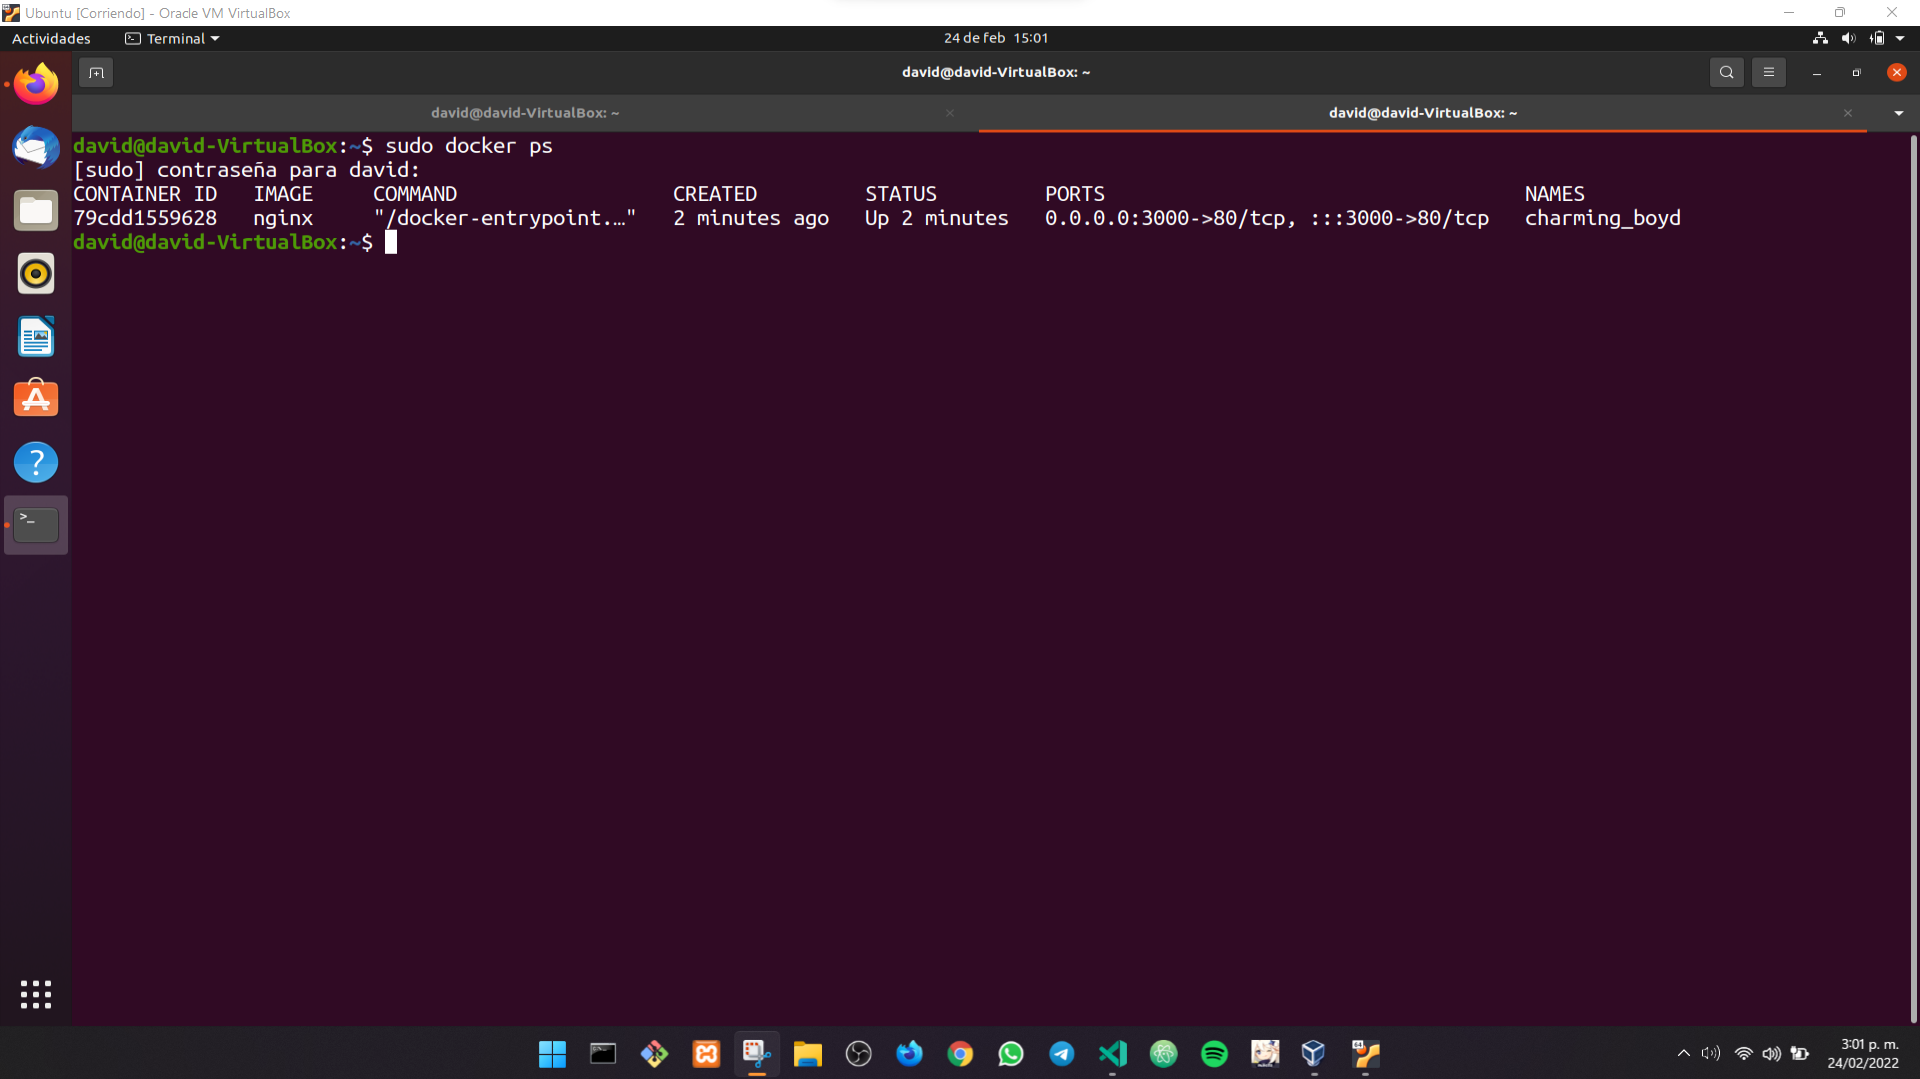 Ubuntu [Corriendo] - Oracle VM VirtualBox
Actividades Terminal 24 de feb 15:01
david@david-VirtualBox: ~
david@david-VirtualBox: ~ david@david-VirtualBox: ~
david@david-VirtualBox:~$ sudo docker ps
[sudo] contraseña para david:
CONTAINER ID IMAGE COMMAND CREATED STATUS PORTS NAMES
79cdd1559628 nginx "/docker-entrypoint.…" 2 minutes ago Up 2 minutes 0.0.0.0:3000->80/tcp, :::3000->80/tcp charming_boyd
david@david-VirtualBox:~$
3:01 p. m.
24/02/2022